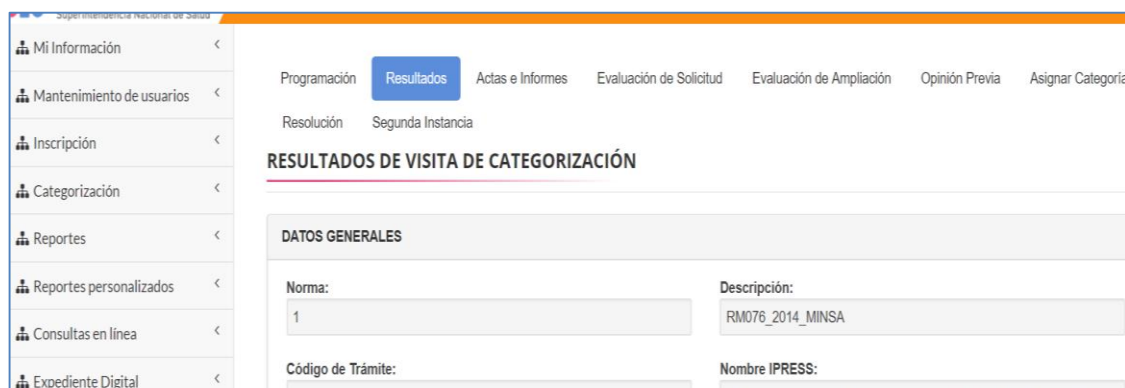 Superintendencia Nacional de Salud
Mi Información
Mantenimiento de usuarios
Inscripción
Categorización
Reportes
Reportes personalizados
Consultas en línea
Expediente Digital
Programación Resultados Actas e Informes Evaluación de Solicitud Evaluación de Ampliación Opinión Previa Asignar Categoría
Resolución Segunda Instancia
RESULTADOS DE VISITA DE CATEGORIZACIÓN
DATOS GENERALES
Norma: Descripción:
1 RM076_2014_MINSA
Código de Trámite: Nombre IPRESS: